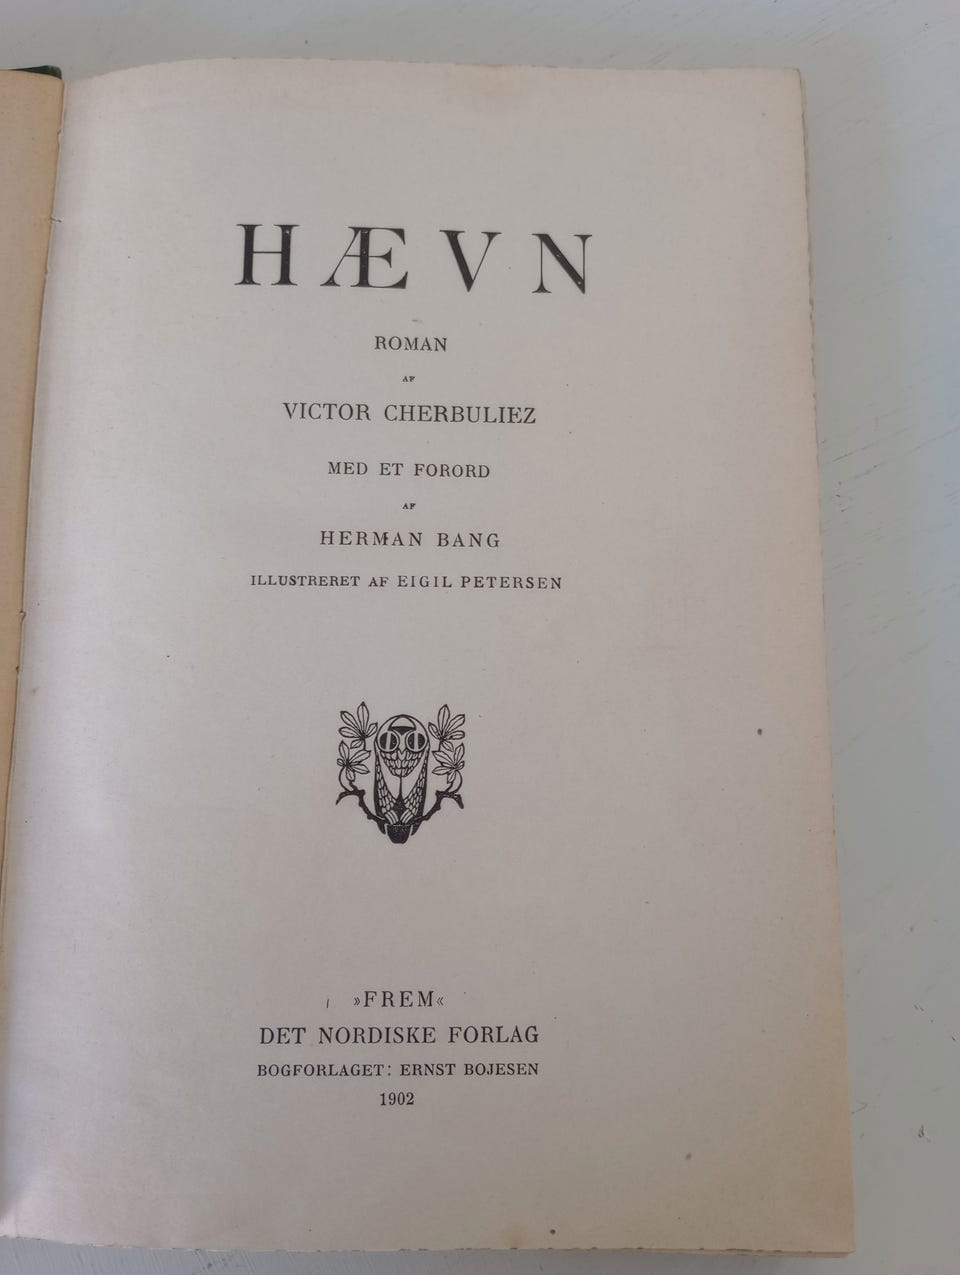 HÆVN
ROMAN
AF
VICTOR CHERBULIEZ
MED ET FORORD
AF
HERMAN BANG
ILLUSTRERET AF EIGIL PETERSEN
»FREM«
DET NORDISKE FORLAG
BOGFORLAGET: ERNST BOJESEN
1902